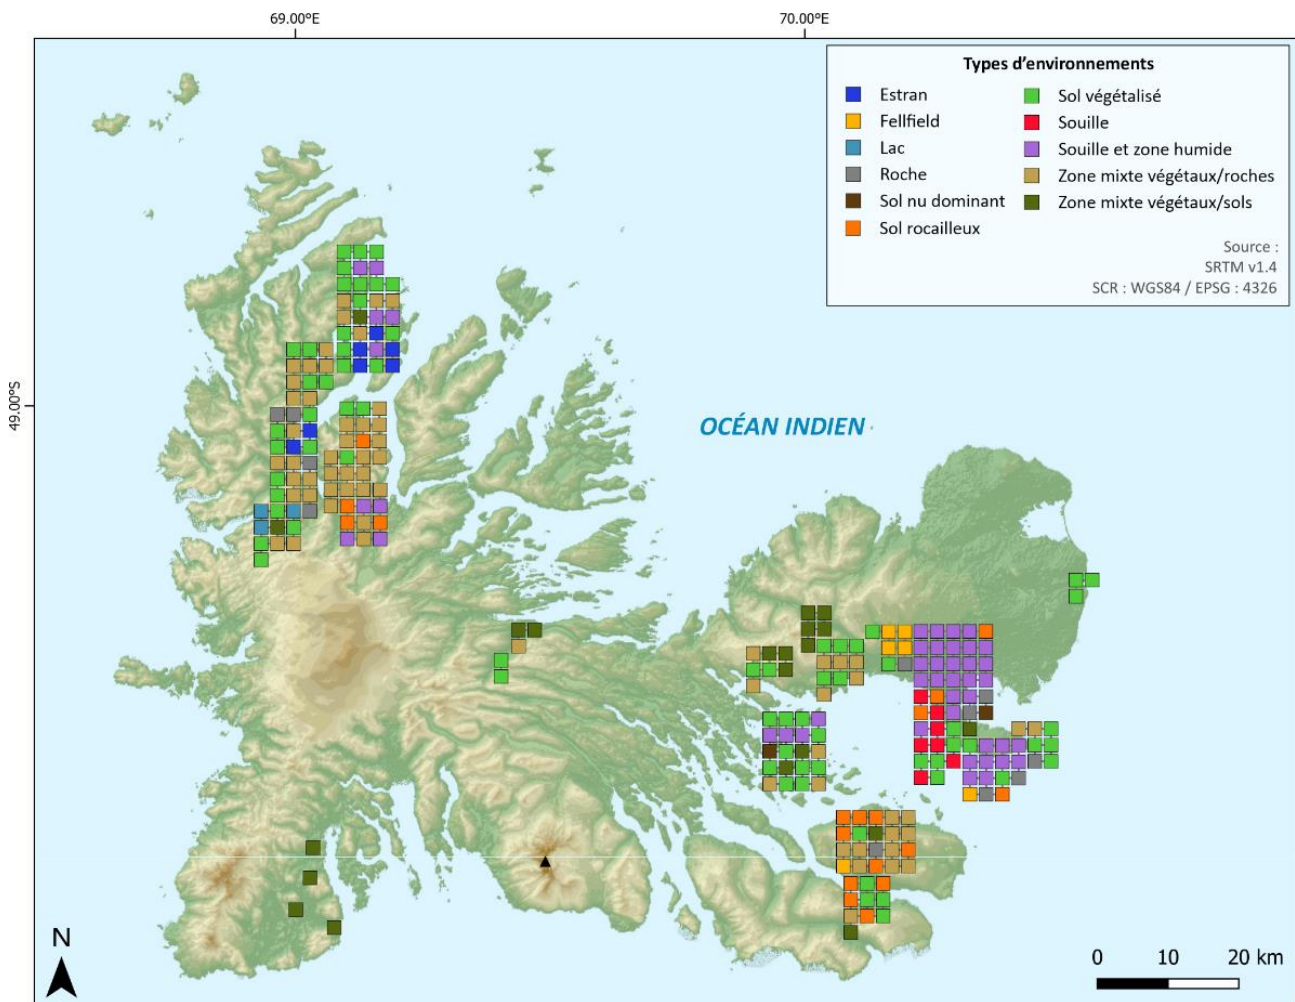 69.00°E
70.00°E
Types d’environnements
Estran
Fellfield
Lac
Roche
Sol nu dominant
Sol rocailleux
Sol végétalisé
Souille
Souille et zone humide
Zone mixte végétaux/roches
Zone mixte végétaux/sols
Source :
SRTM v1.4
SCR : WGS84 / EPSG : 4326
49.00°S
OCÉAN INDIEN
N
0 10 20 km